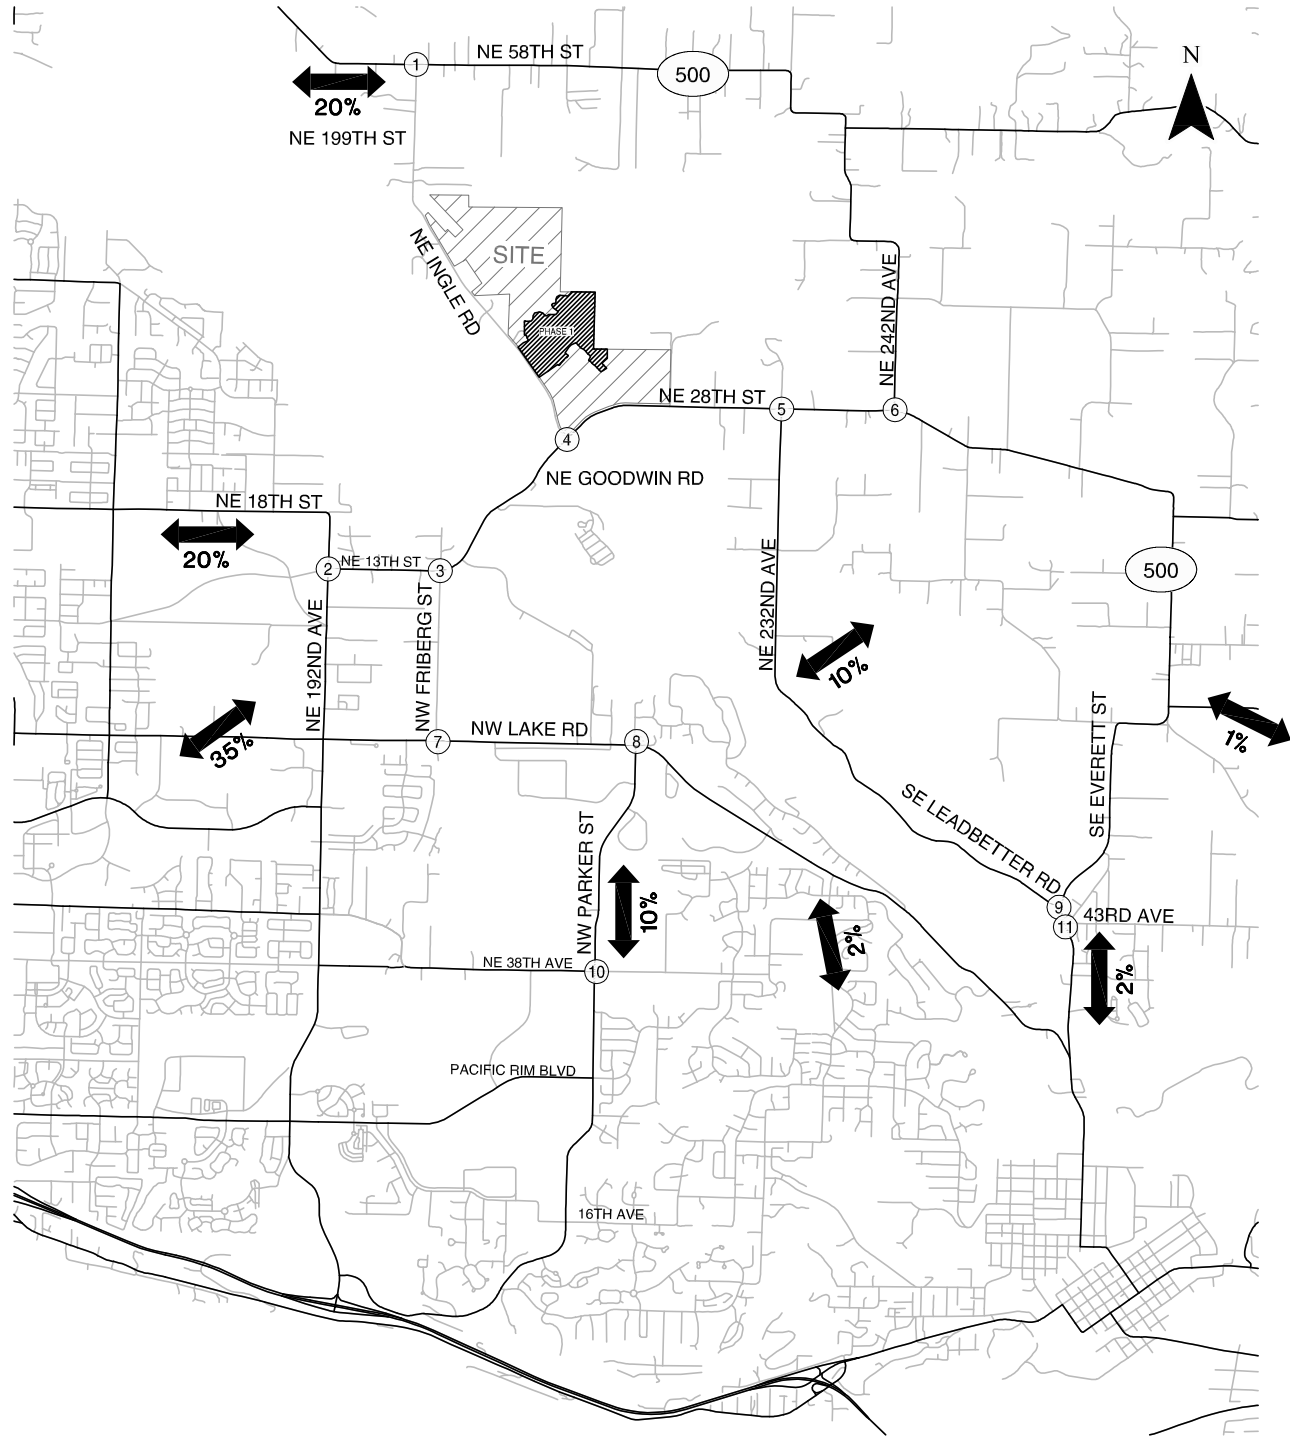 N
1
NE 58TH ST
500
20%
NE 199TH ST
NE INGLE RD
SITE
PHASE 1
NE 242ND AVE
NE 28TH ST
5
6
4
NE GOODWIN RD
NE 18TH ST
20%
2
NE 13TH ST
3
500
NE 192ND AVE
NW FRIBERG ST
NE 232ND AVE
10%
35%
7
NW LAKE RD
8
SE EVERETT ST
1%
SE LEADBETTER RD
NW PARKER ST
10%
2%
9
11
43RD AVE
2%
NE 38TH AVE
10
PACIFIC RIM BLVD
16TH AVE